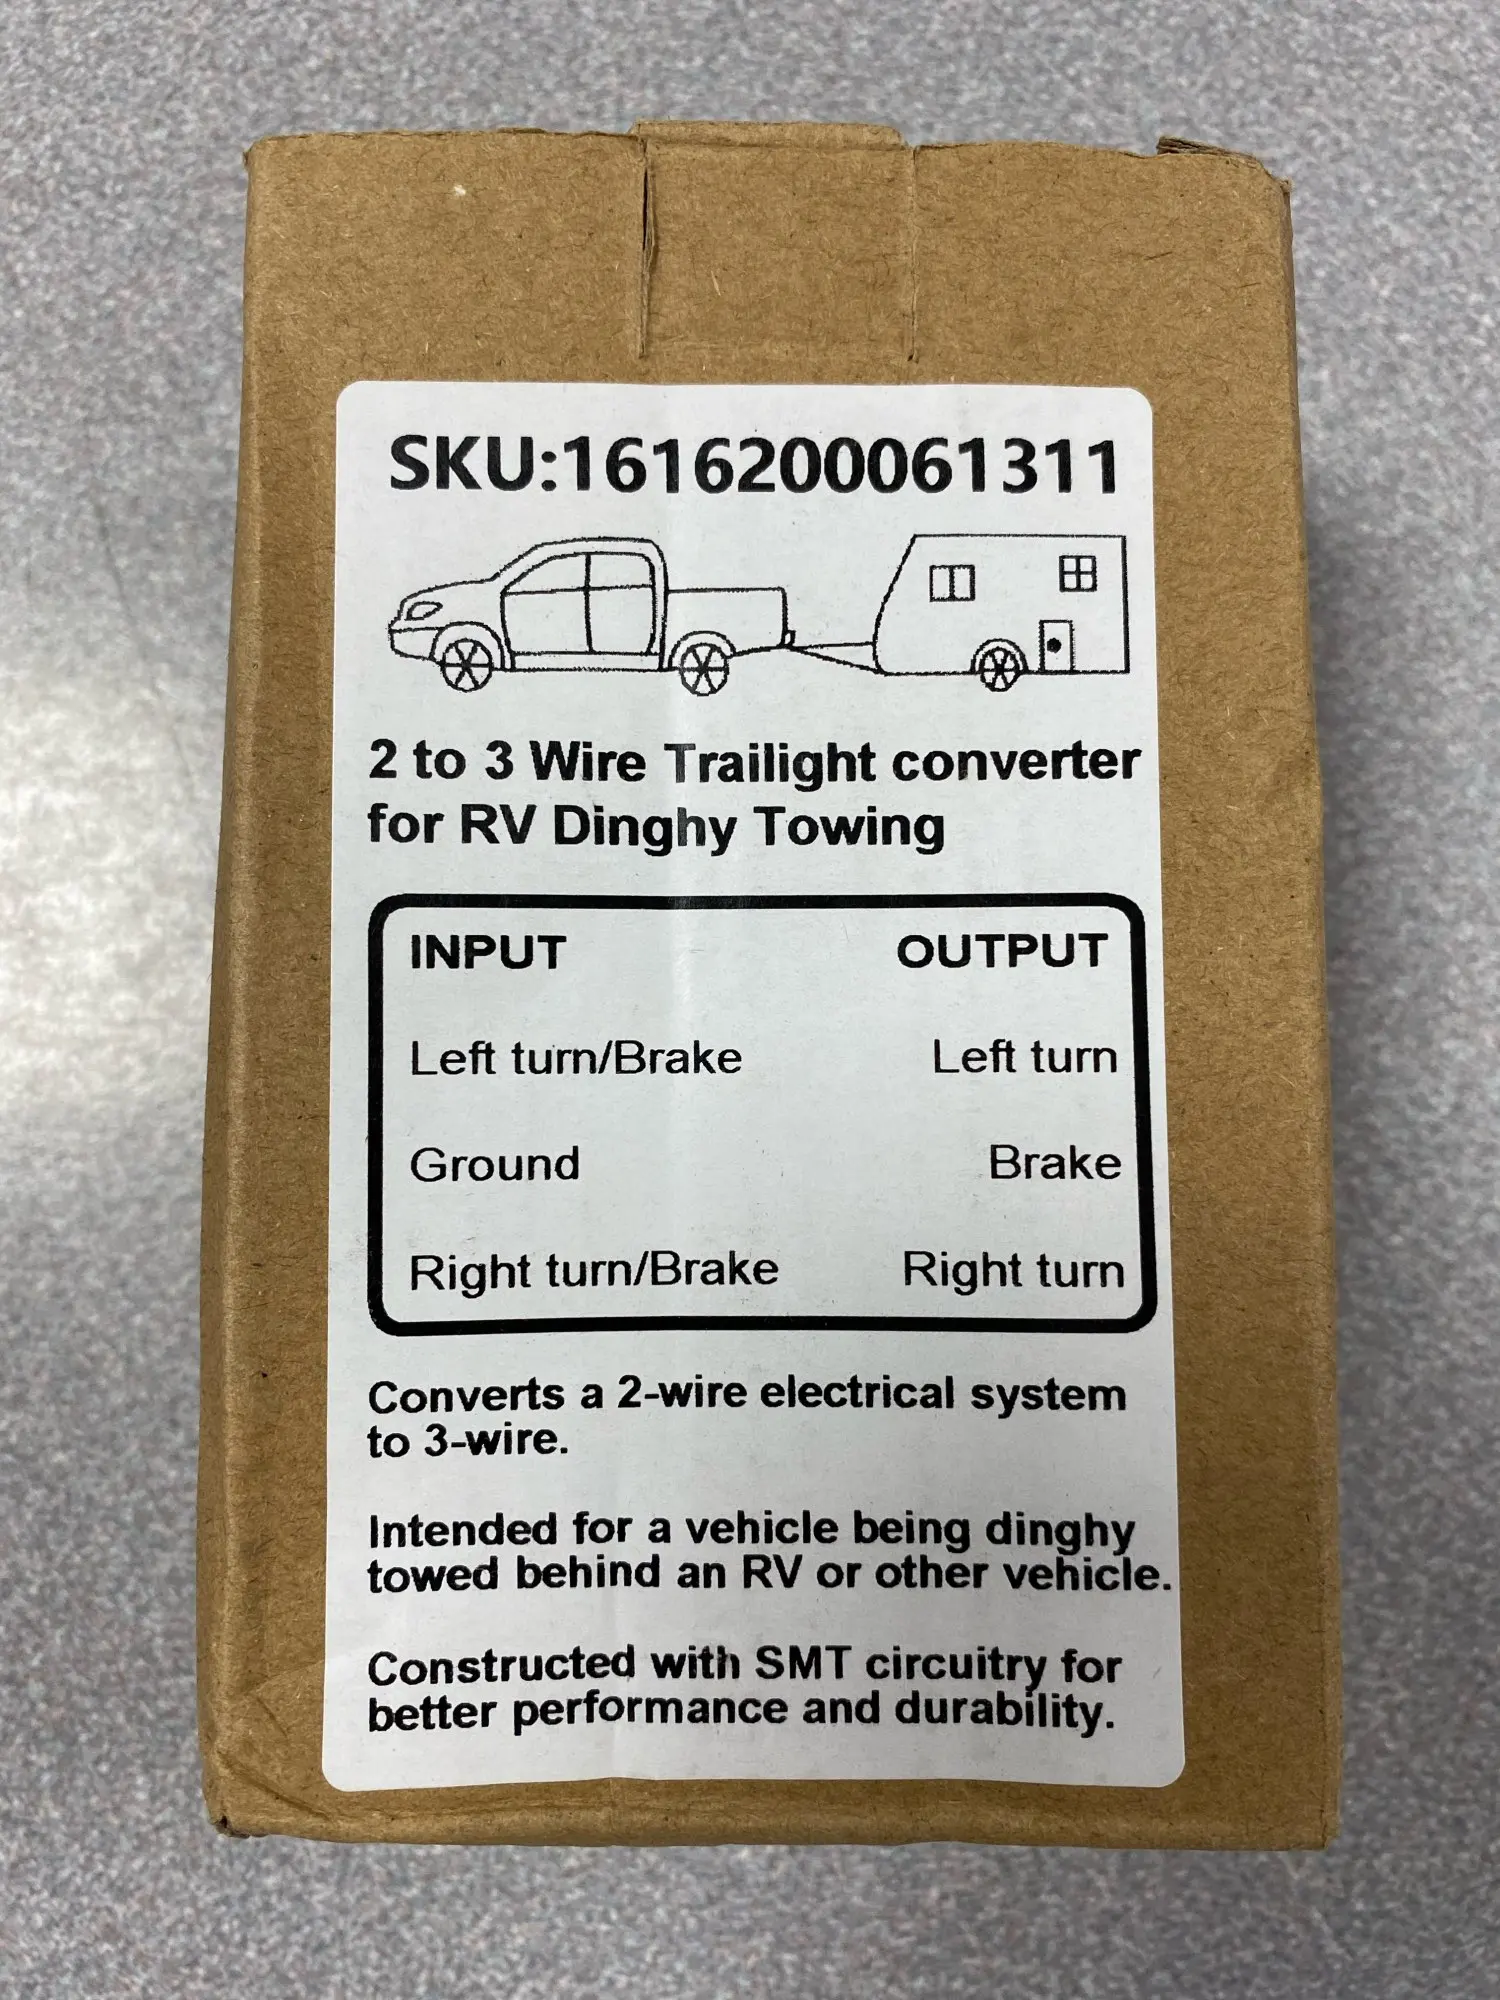 SKU:1616200061311
2 to 3 Wire Trailight converter
for RV Dinghy Towing
INPUT OUTPUT
Left turn/Brake Left turn
Ground Brake
Right turn/Brake Right turn
Converts a 2-wire electrical system
to 3-wire.
Intended for a vehicle being dinghy
towed behind an RV or other vehicle.
Constructed with SMT circuitry for
better performance and durability.